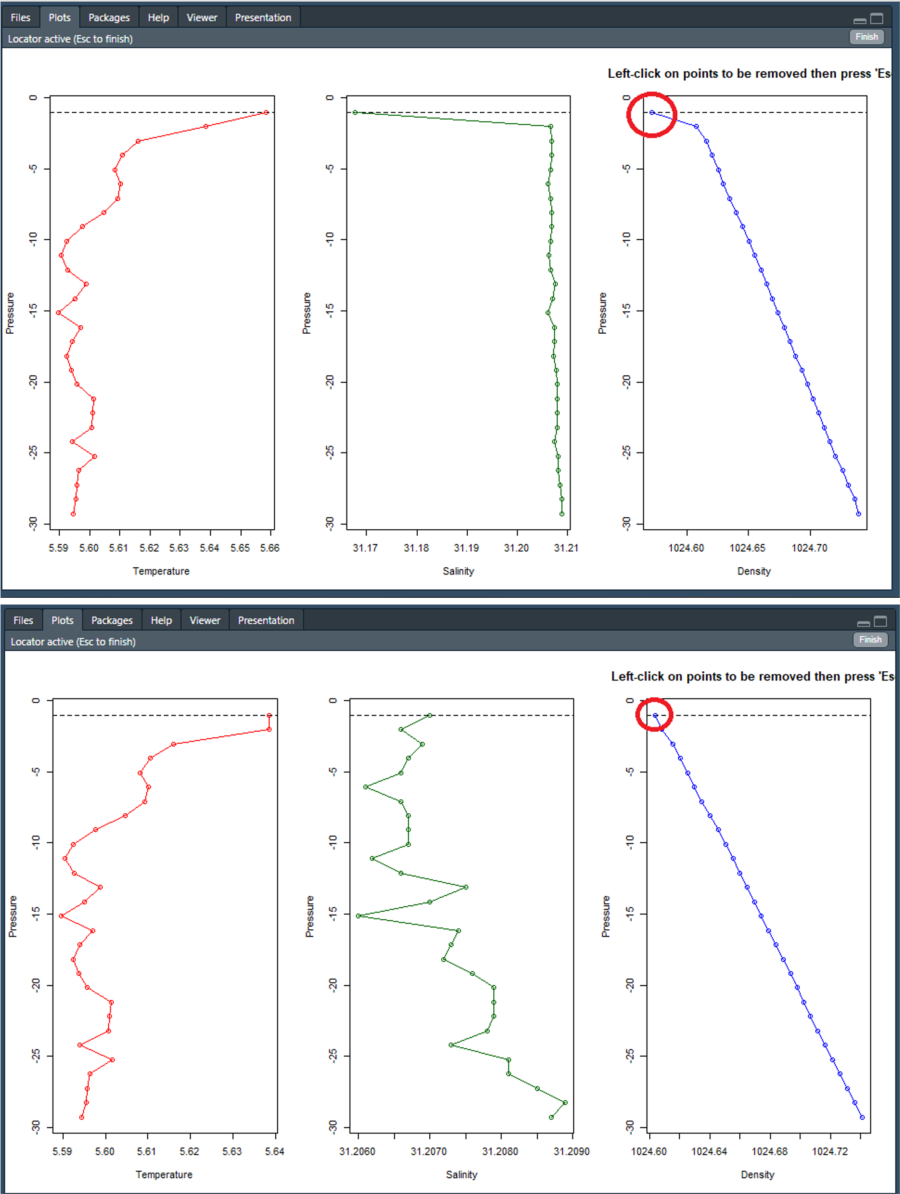 Files Plots Packages Help Viewer Presentation
Locator active (Esc to finish) Finish
Left-click on points to be removed then press 'Es
0 0 0
-5 -5 -5
-10 -10 -10
-15 -15 -15
Pressure Pressure Pressure
-20 -20 -20
-25 -25 -25
-30 -30 -30
5.59 5.60 5.61 5.62 5.63 5.64 5.65 5.66 31.17 31.18 31.19 31.20 31.21 1024.60 1024.65 1024.70
Temperature Salinity Density
Files Plots Packages Help Viewer Presentation
Locator active (Esc to finish) Finish
Left-click on points to be removed then press 'Es
0 0 0
-5 -5 -5
-10 -10 -10
-15 -15 -15
Pressure Pressure Pressure
-20 -20 -20
-25 -25 -25
-30 -30 -30
5.59 5.60 5.61 5.62 5.63 5.64 31.2060 31.2070 31.2080 31.2090 1024.60 1024.64 1024.68 1024.72
Temperature Salinity Density